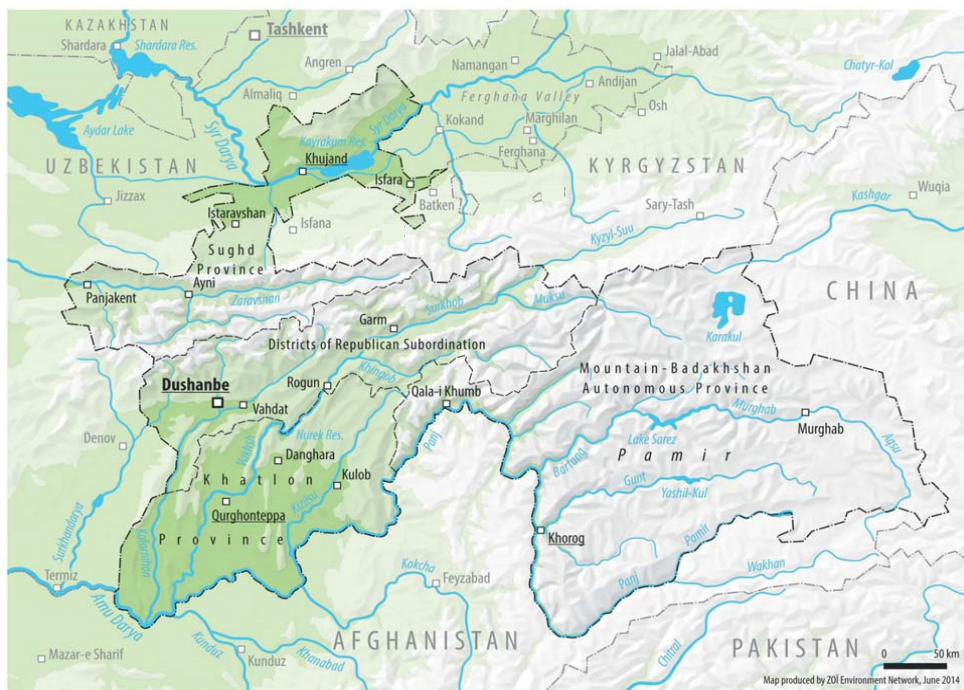 KAZAKHSTAN
Shardara
Shardara Res.
Tashkent
Angren
Almaliq
Namangan
Jalal-Abad
Andijan
Chatyr-Kol
Ferghana Valley
Osh
Aydar Lake
Syr Darya
Kayrakum Res.
Syr Darya
Kokand
Marghilan
Ferghana
Khujand
UZBEKISTAN
KYRGYZSTAN
Isfara
Batken
Jizzax
Istaravshan
Isfana
Sary-Tash
Kashgar
Wuqia
Kyzyl-Suu
Sughd
Province
Ayni
Panjakent
Zaravshan
Surkhob
Muksu
CHINA
Garm
Karakul
Districts of Republican Subordination
Khingob
Mountain-Badakhshan
Autonomous Province
Dushanbe
Rogun
Qala-i Khumb
Vahdat
Murghab
Murghab
Denov
Vakhsh
Nurek Res.
Panj
Lake Sarez
Bartang
Pamir
Aqsu
Danghara
Kulob
Khatlon
Kizilsu
Gunt
Yashil-Kul
Qurghonteppa
Province
Surkhandarya
Kafarnihan
Khorog
Pamir
Termiz
Amu Darya
Kokcha
Feyzabad
Panj
Wakhan
AFGHANISTAN
Kunduz
Kunduz
Khanabad
Mazar-e Sharif
Chitral
PAKISTAN
0 50 km
Map produced by ZOÏ Environment Network, June 2014